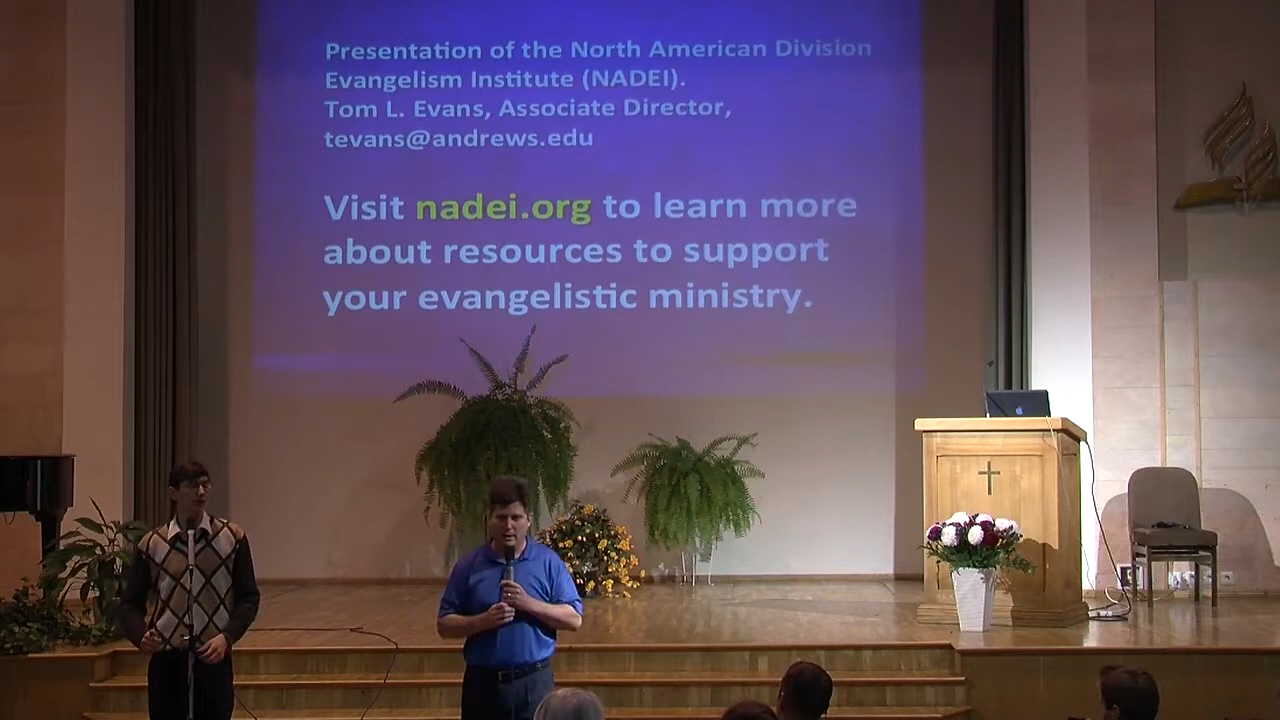 Presentation of the North American Division
Evangelism Institute (NADEI).
Tom L. Evans, Associate Director,
tevans@andrews.edu
Visit nadei.org to learn more
about resources to support
your evangelistic ministry.